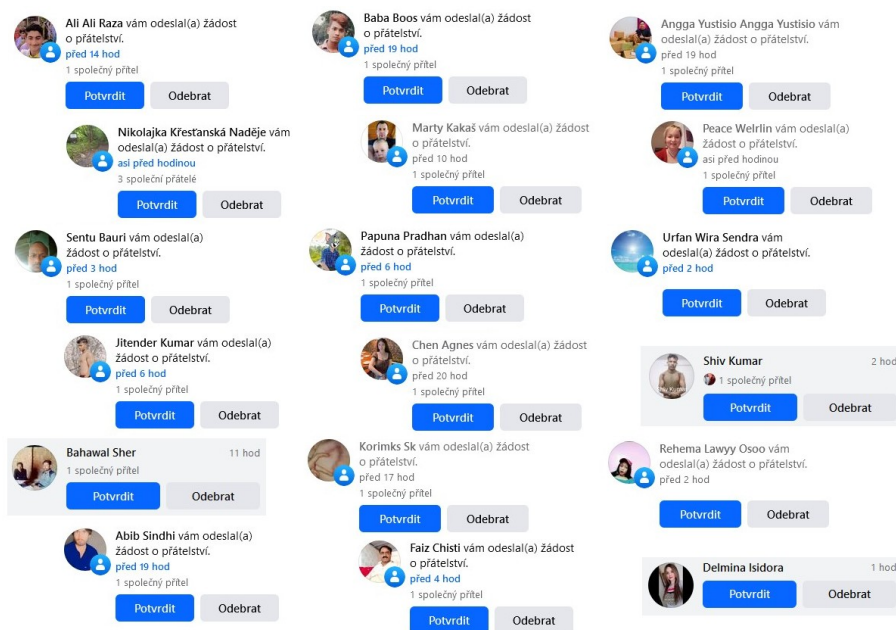 Ali Ali Raza vám odeslal(a) žádost
o přátelství.
před 14 hod
1 společný přítel
Potvrdit Odebrat
Nikolajka Křesťanská Naděje vám
odeslal(a) žádost o přátelství.
asi před hodinou
3 společní přátelé
Potvrdit Odebrat
Sentu Bauri vám odeslal(a)
žádost o přátelství.
před 3 hod
1 společný přítel
Potvrdit Odebrat
Jitender Kumar vám odeslal(a)
žádost o přátelství.
před 6 hod
1 společný přítel
Potvrdit Odebrat
Bahawal Sher 11 hod
1 společný přítel
Potvrdit Odebrat
Abib Sindhi vám odeslal(a)
žádost o přátelství.
před 19 hod
1 společný přítel
Potvrdit Odebrat
Baba Boos vám odeslal(a) žádost
o přátelství.
před 19 hod
1 společný přítel
Potvrdit Odebrat
Marty Kakaš vám odeslal(a) žádost
o přátelství.
před 10 hod
1 společný přítel
Potvrdit Odebrat
Papuna Pradhan vám odeslal(a)
žádost o přátelství.
před 6 hod
1 společný přítel
Potvrdit Odebrat
Chen Agnes vám odeslal(a) žádost
o přátelství.
před 20 hod
1 společný přítel
Potvrdit Odebrat
Korimks Sk vám odeslal(a) žádost
o přátelství.
před 17 hod
1 společný přítel
Potvrdit Odebrat
Faiz Chisti vám odeslal(a) žádost
o přátelství.
před 4 hod
1 společný přítel
Potvrdit Odebrat
Angga Yustisio Angga Yustisio vám
odeslal(a) žádost o přátelství.
před 19 hod
1 společný přítel
Potvrdit Odebrat
Peace Welrlin vám odeslal(a)
žádost o přátelství.
asi před hodinou
1 společný přítel
Potvrdit Odebrat
Urfan Wira Sendra vám
odeslal(a) žádost o přátelství.
před 2 hod
Potvrdit Odebrat
Shiv Kumar 2 hod
1 společný přítel
Potvrdit Odebrat
Rehema Lawyy Osoo vám
odeslal(a) žádost o přátelství.
před 2 hod
Potvrdit Odebrat
Delmina Isidora 1 hod
Potvrdit Odebrat